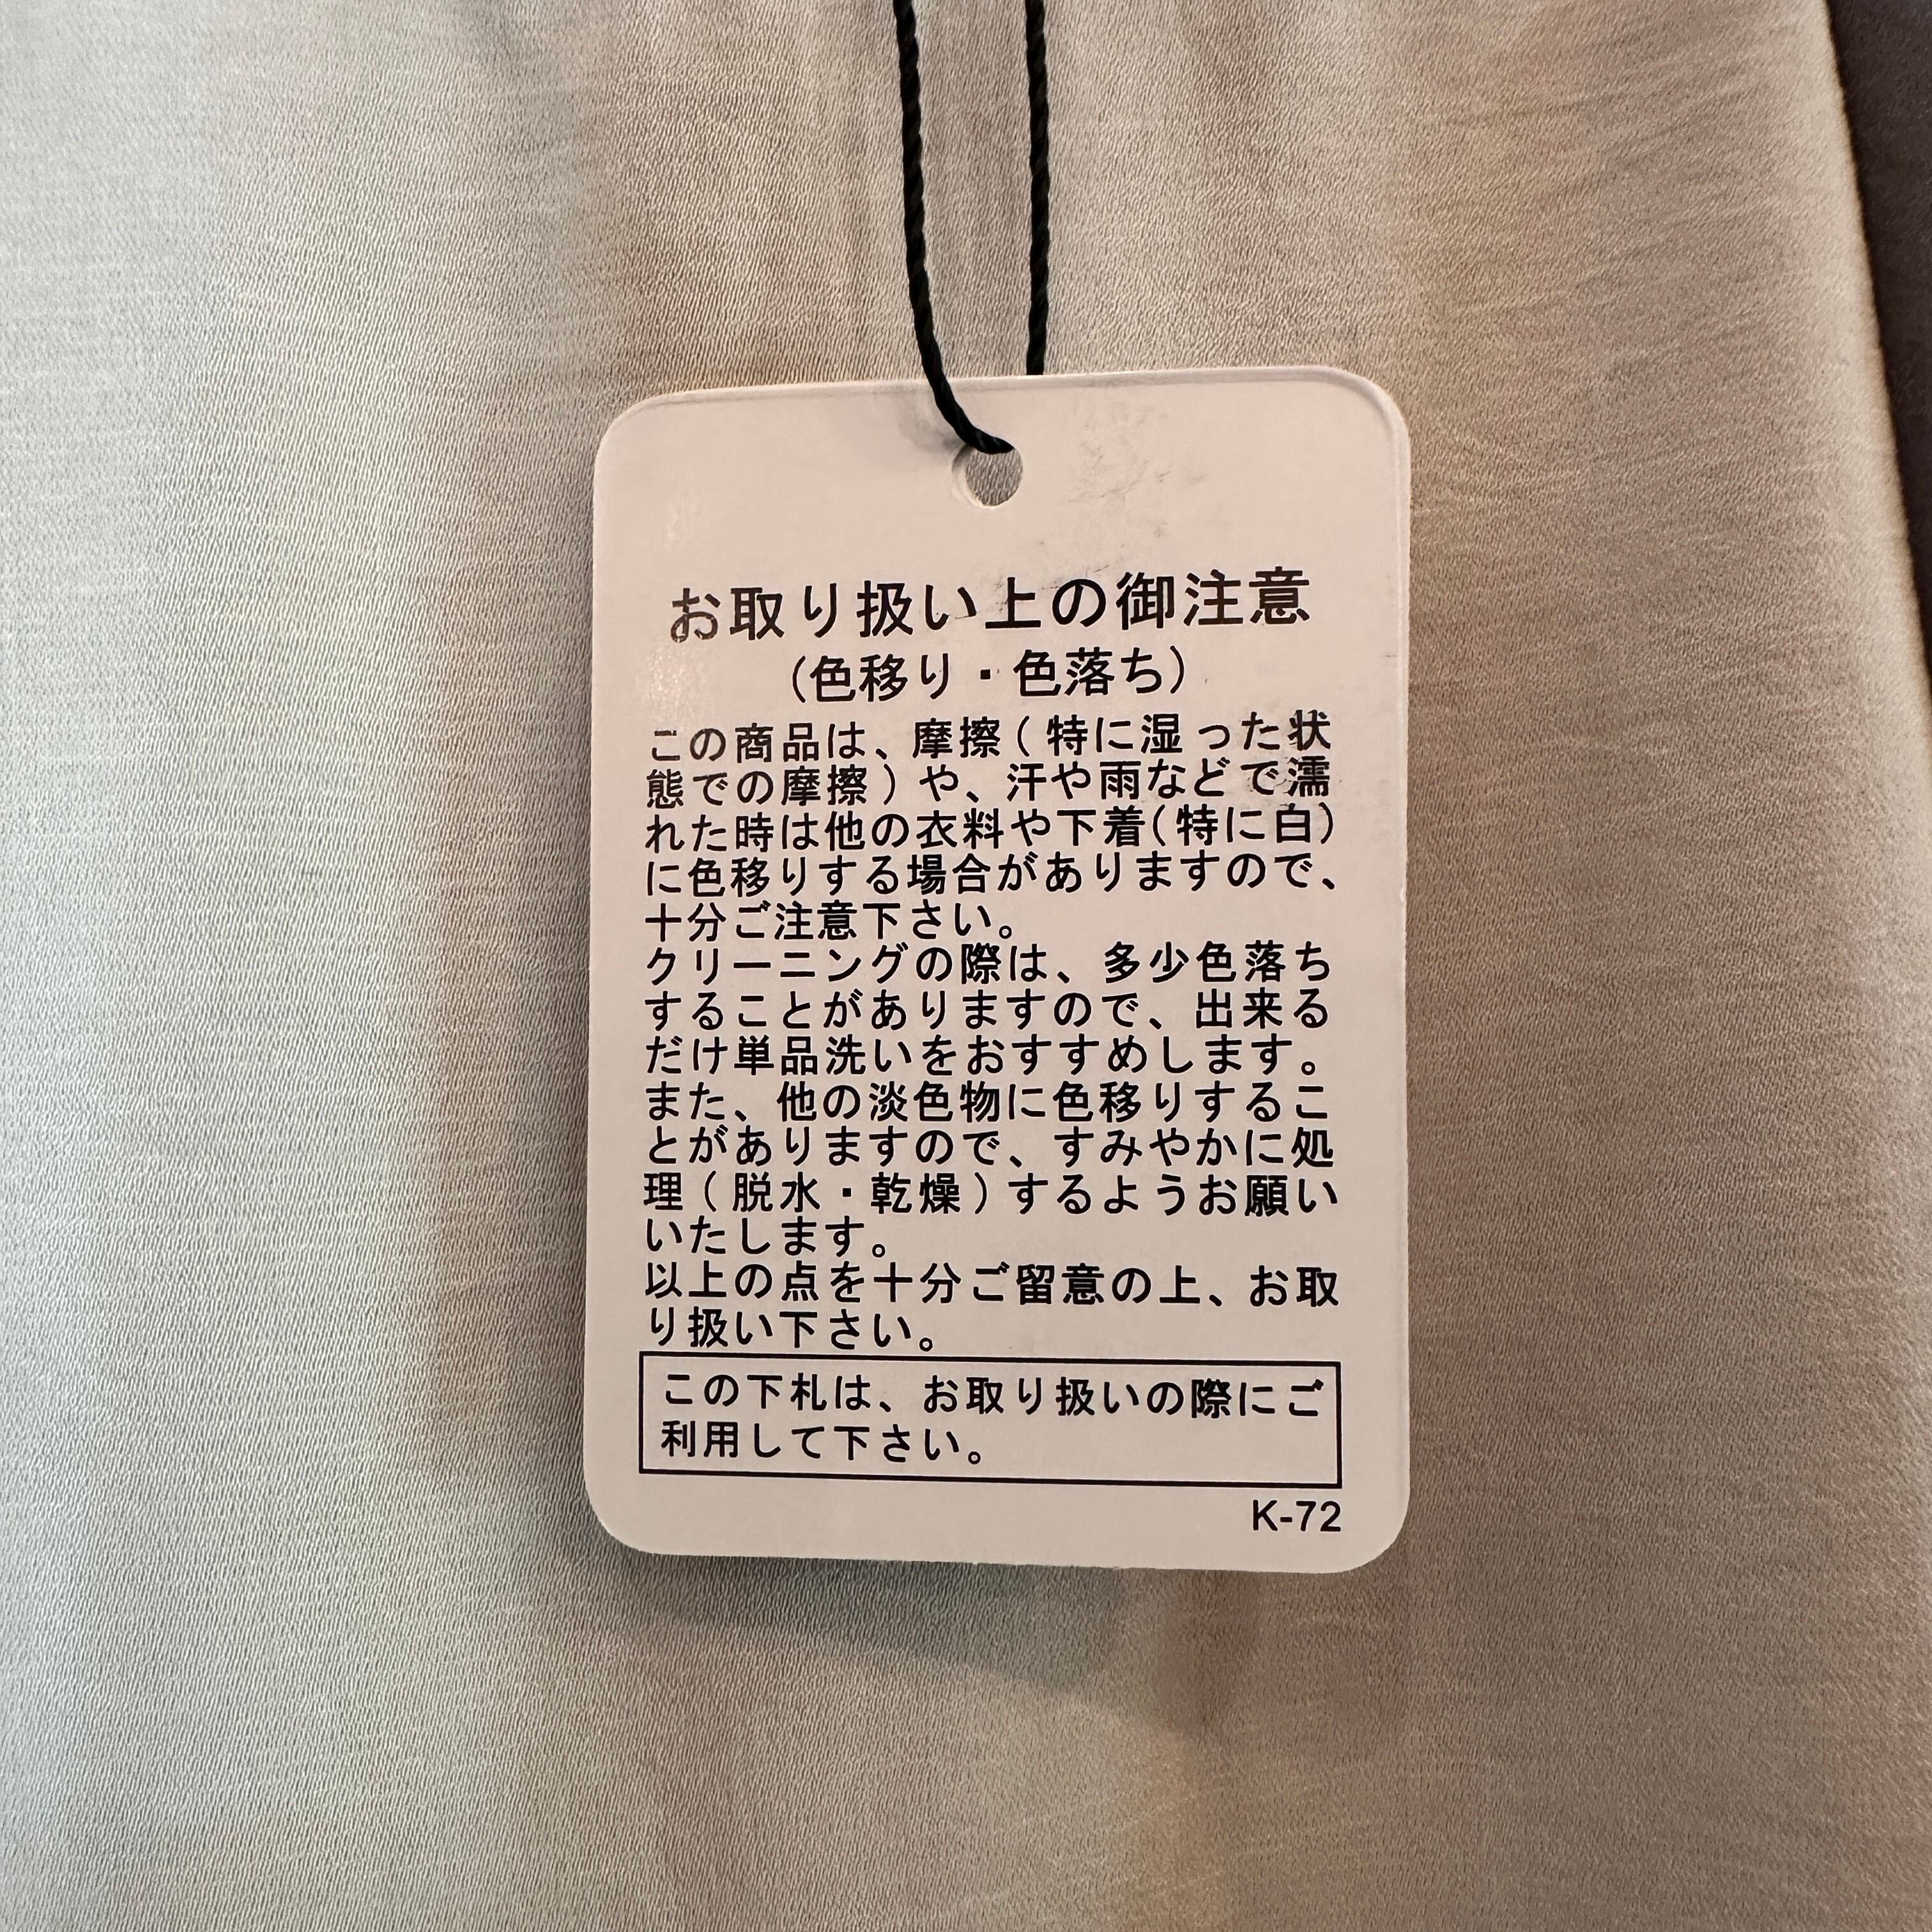 お取り扱い上の御注意
(色移り・色落ち)
この商品は、摩擦(特に湿った状
態での摩擦)や、汗や雨などで濡
れた時は他の衣料や下着(特に白)
に色移りする場合がありますので、
十分ご注意下さい。
クリーニングの際は、多少色落ち
することがありますので、出来る
だけ単品洗いをおすすめします。
また、他の淡色物に色移りするこ
とがありますので、すみやかに処
理(脱水・乾燥)するようお願い
いたします。
以上の点を十分ご留意の上、お取
り扱い下さい。
この下札は、お取り扱いの際にご
利用して下さい。
K-72